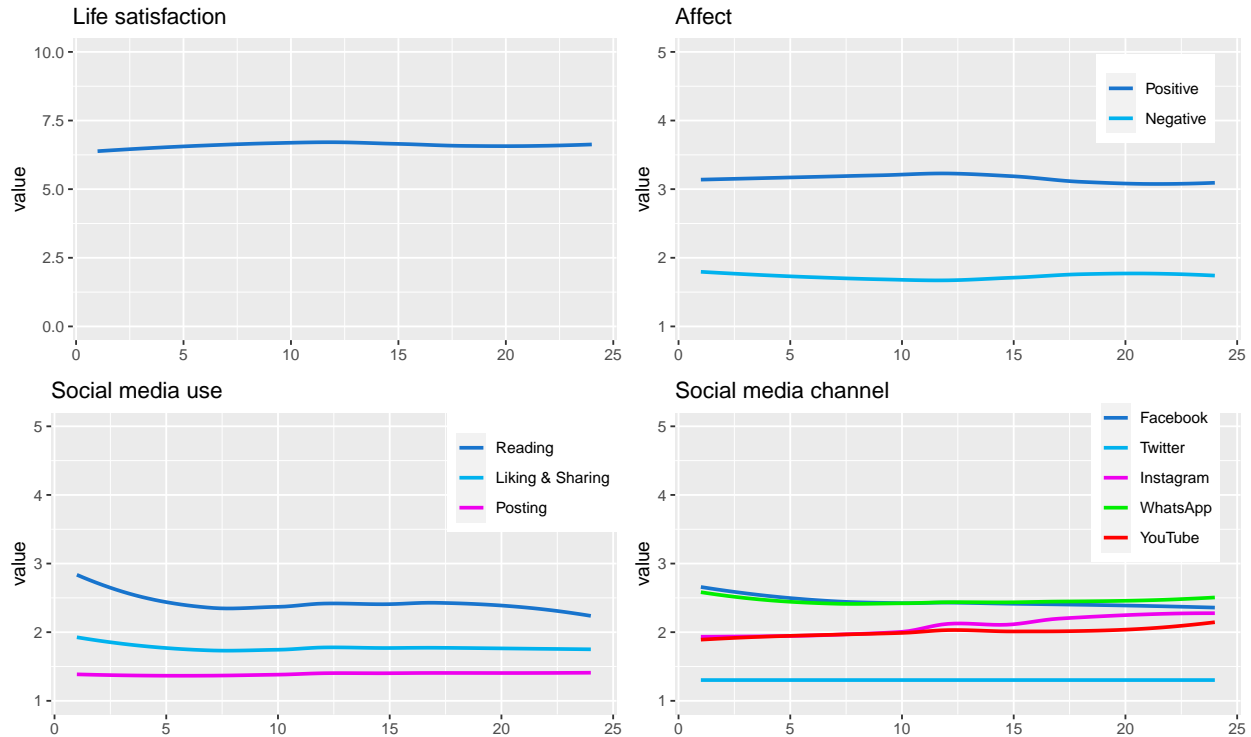 Life satisfaction
10.0
7.5
5.0
2.5
0.0
value
0 5 10 15 20 25
Affect
5
4
3
2
1
value
Positive
Negative
0 5 10 15 20 25
Social media use
5
4
3
2
1
value
Reading
Liking & Sharing
Posting
0 5 10 15 20 25
Social media channel
5
4
3
2
1
value
Facebook
Twitter
Instagram
WhatsApp
YouTube
0 5 10 15 20 25